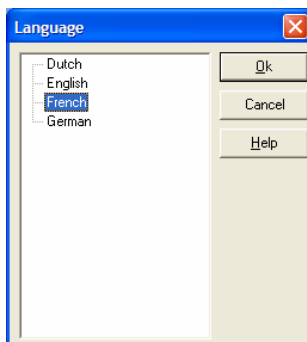 Language
Dutch
English
French
German
Ok
Cancel
Help